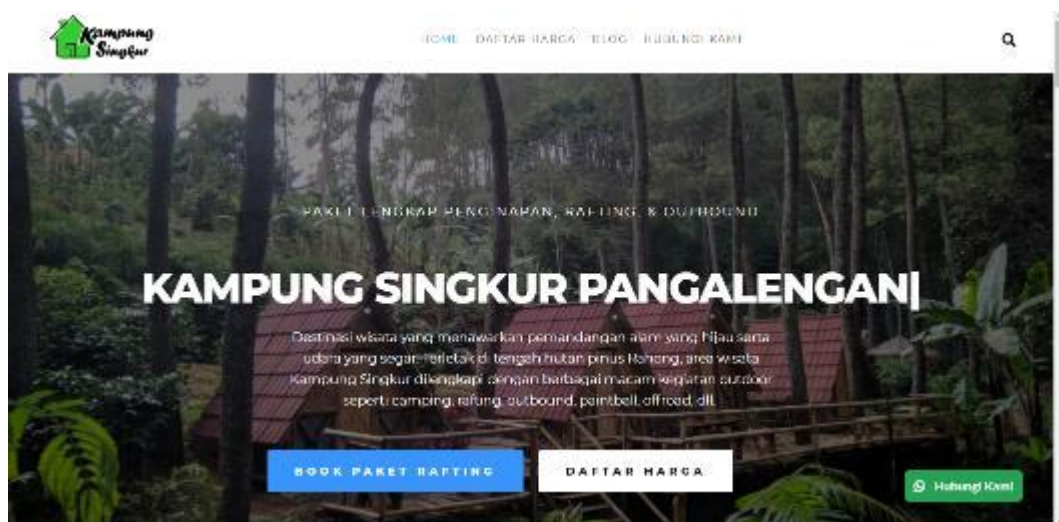 Kampung
Singkur
HOME DAFTAR HARGA BLOG HUBUNGI KAMI
PAKET LENGKAP PENGINAPAN, RAFTING, & OUTBOUND
KAMPUNG SINGKUR PANGALENGAN|
Destinasi wisata yang menawarkan pemandangan alam yang hijau serta
udara yang segar. Terletak di tengah hutan pinus Rahong, area wisata
Kampung Singkur dilengkapi dengan berbagai macam kegiatan outdoor
seperti camping, rafting, outbound, paintball, offroad, dll.
BOOK PAKET RAFTING
DAFTAR HARGA
Hubungi Kami